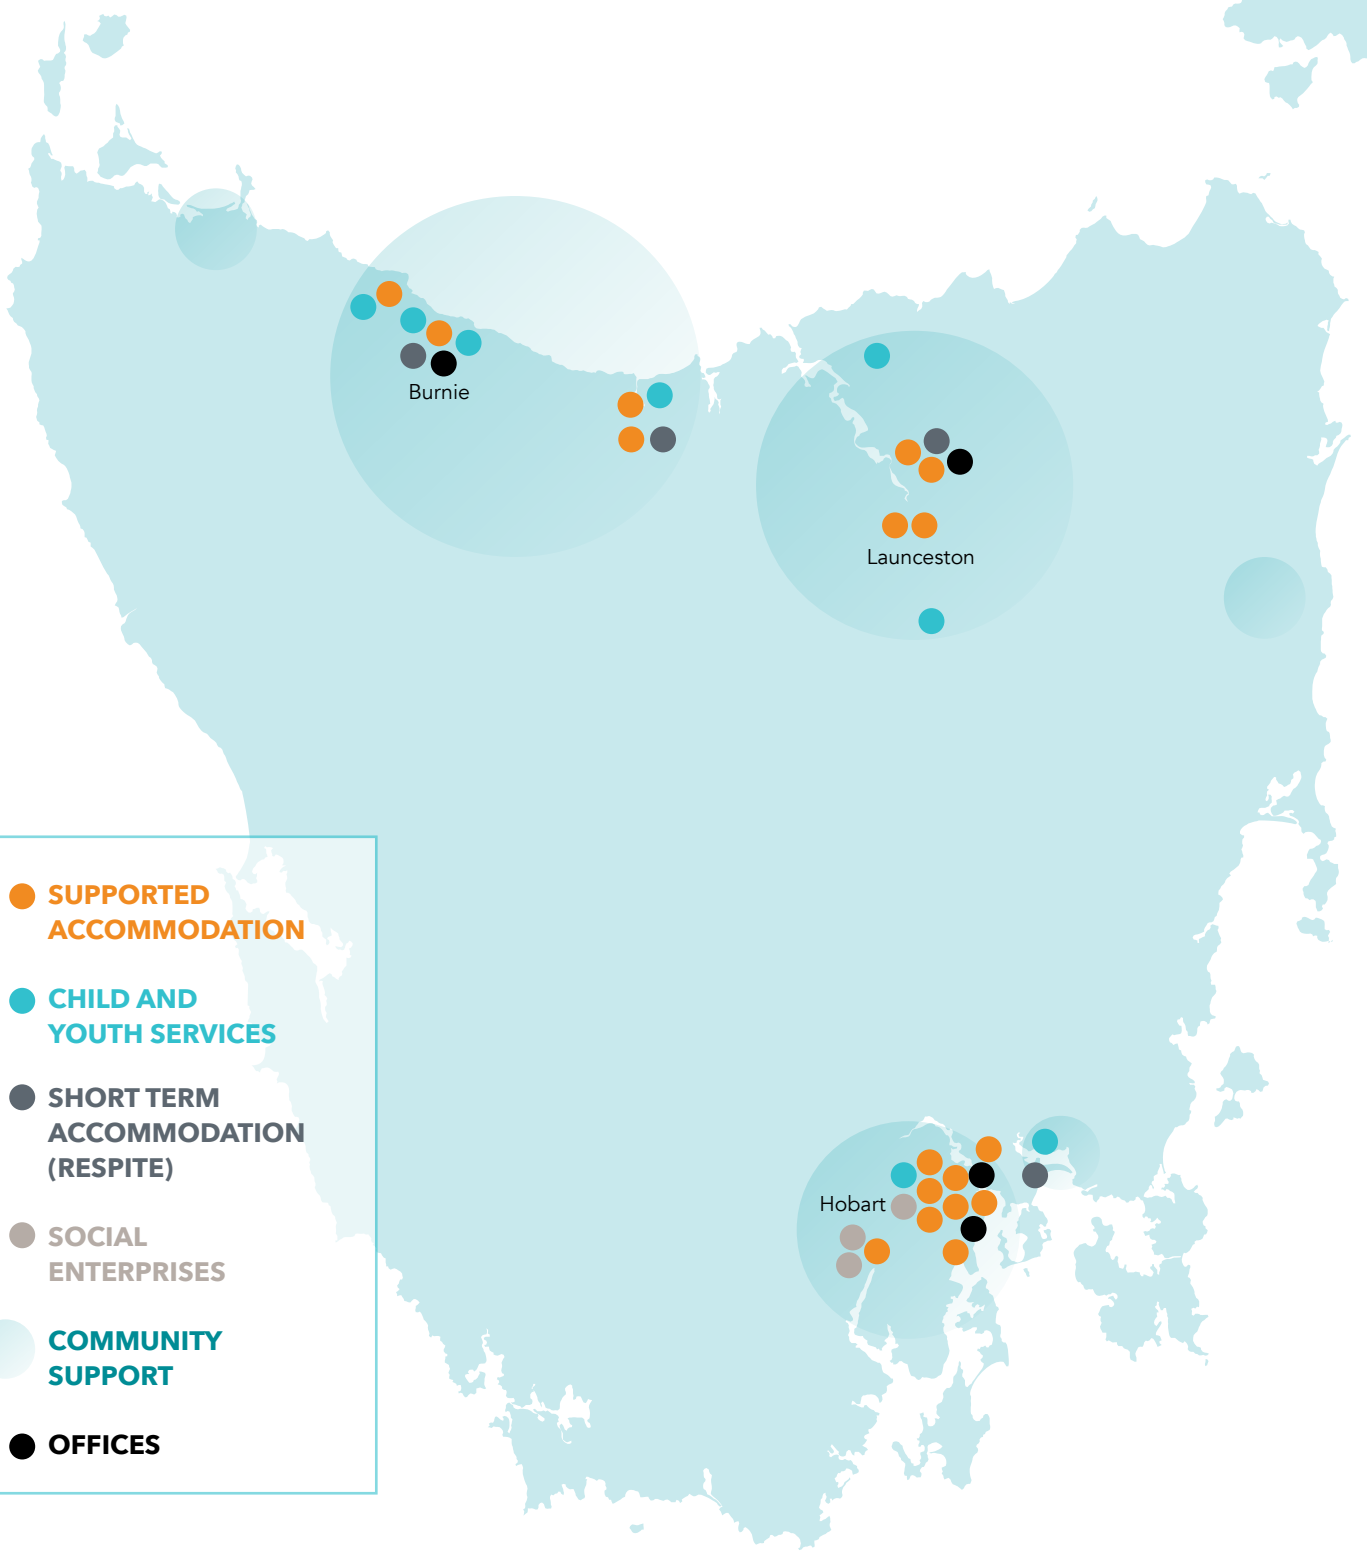 Burnie
Launceston
Hobart
SUPPORTED
ACCOMMODATION
CHILD AND
YOUTH SERVICES
SHORT TERM
ACCOMMODATION
(RESPITE)
SOCIAL
ENTERPRISES
COMMUNITY
SUPPORT
OFFICES